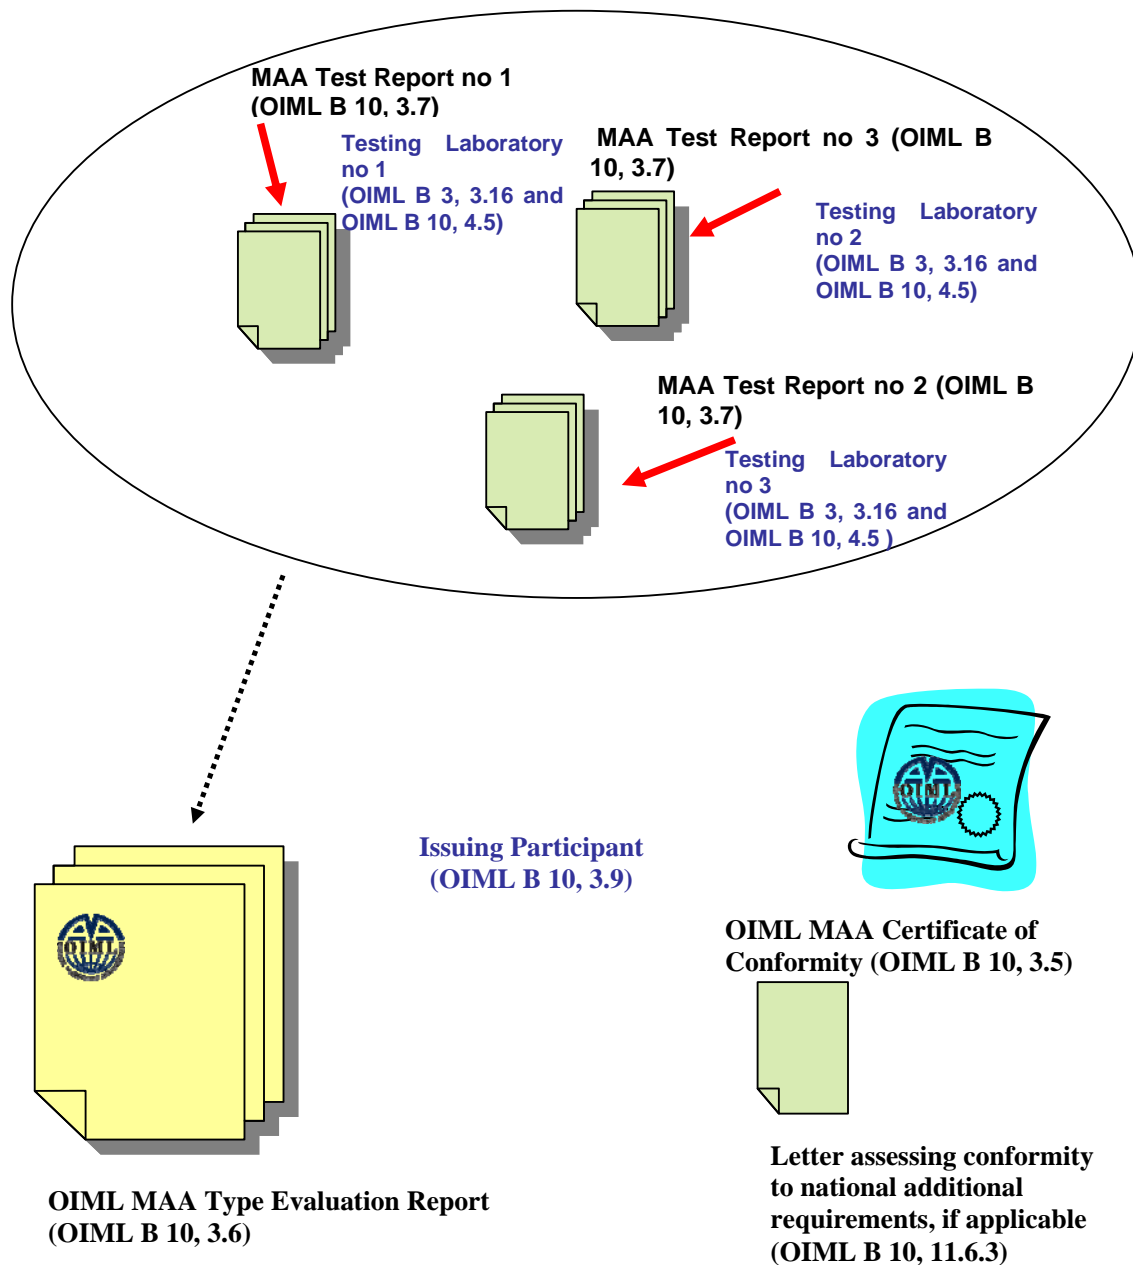 MAA Test Report no 1
(OIML B 10, 3.7)
Testing Laboratory
no 1
(OIML B 3, 3.16 and
OIML B 10, 4.5)
MAA Test Report no 3 (OIML B
10, 3.7)
Testing Laboratory
no 2
(OIML B 3, 3.16 and
OIML B 10, 4.5)
MAA Test Report no 2 (OIML B
10, 3.7)
Testing Laboratory
no 3
(OIML B 3, 3.16 and
OIML B 10, 4.5 )
OIML
Issuing Participant
(OIML B 10, 3.9)
OIML
OIML MAA Certificate of
Conformity (OIML B 10, 3.5)
OIML MAA Type Evaluation Report
(OIML B 10, 3.6)
Letter assessing conformity
to national additional
requirements, if applicable
(OIML B 10, 11.6.3)